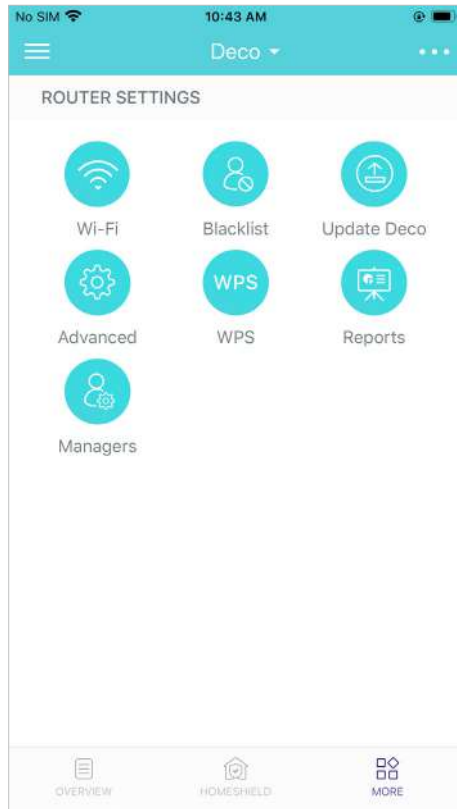 No SIM 10:43 AM
Deco
ROUTER SETTINGS
Wi-Fi Blacklist Update Deco
WPS
Advanced WPS Reports
Managers
OVERVIEW HOMESHIELD MORE